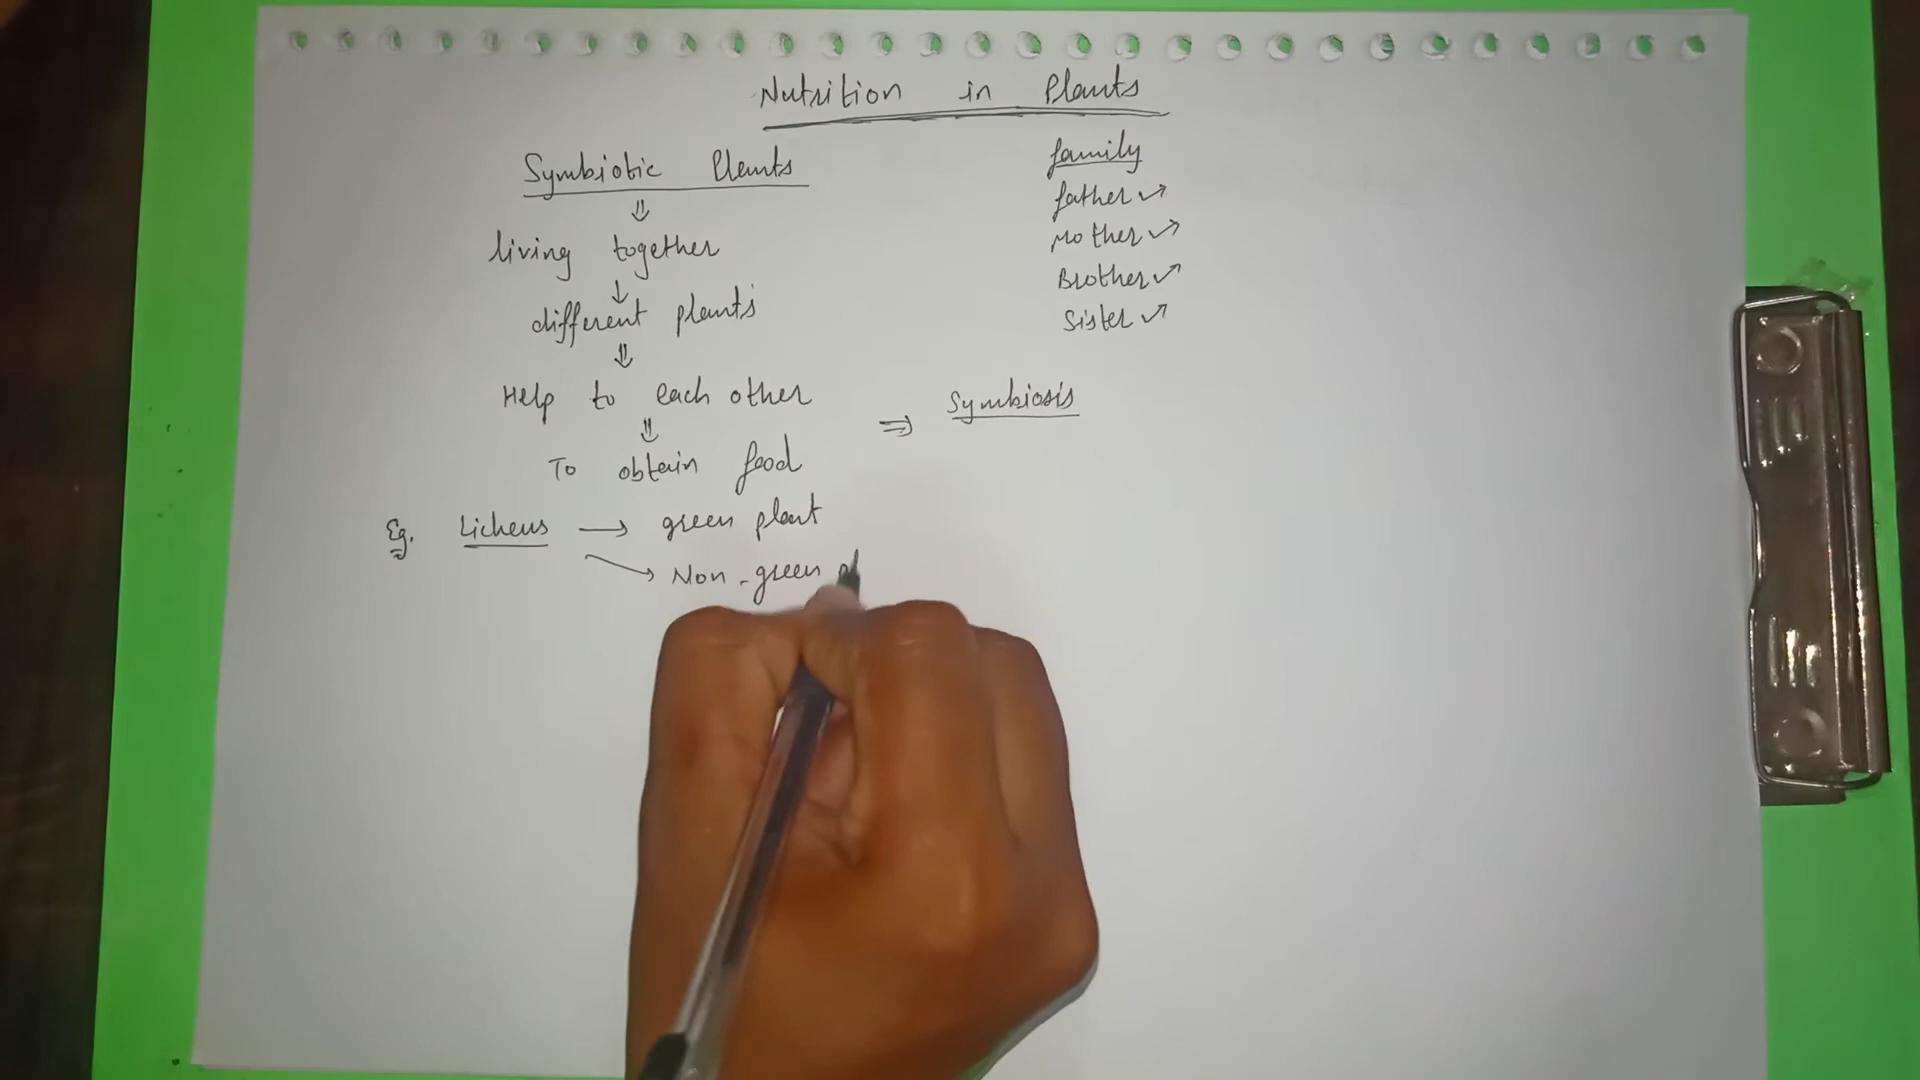 Nutrition in Plants
Symbiotic Plants
⇓
living together
↓
different plants
⇓
Help to each other
⇓
To obtain food
⇒ Symbiosis
Eg. Lichens → green plant
→ Non-green p
family
father ✓
Mother ✓
Brother ✓
Sister ✓